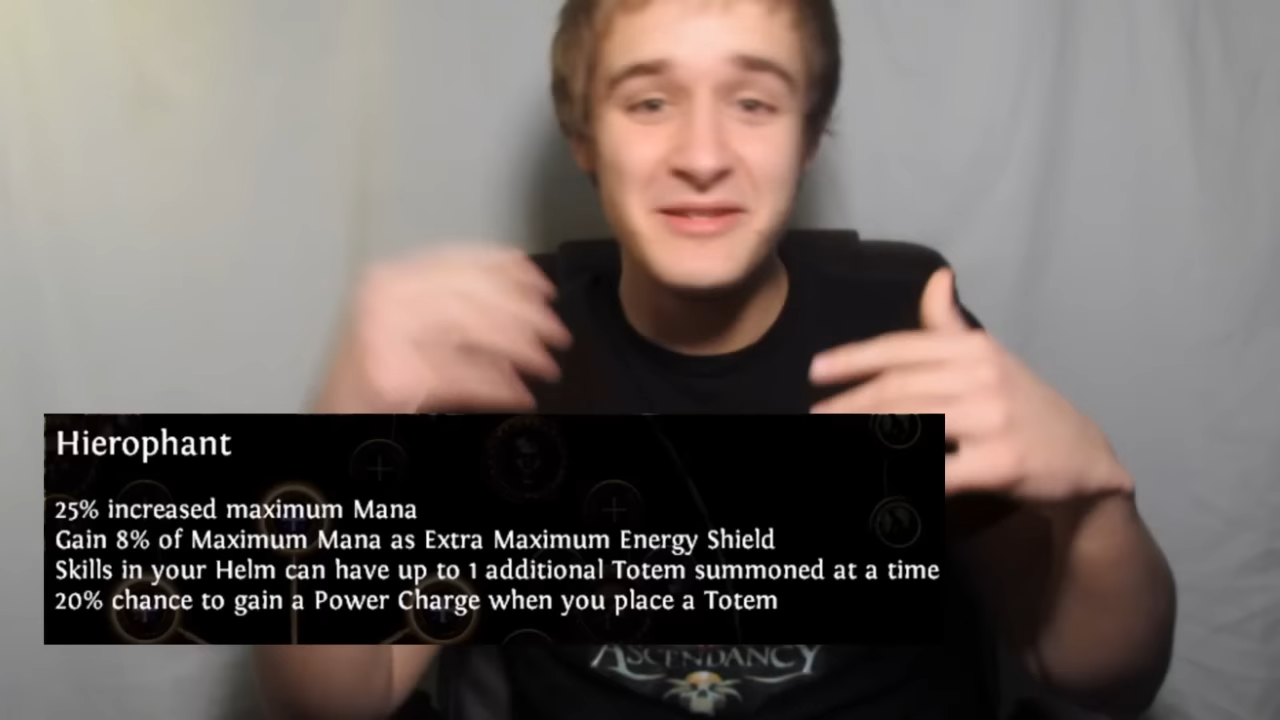 Hierophant
25% increased maximum Mana
Gain 8% of Maximum Mana as Extra Maximum Energy Shield
Skills in your Helm can have up to 1 additional Totem summoned at a time
20% chance to gain a Power Charge when you place a Totem
ASCENDANCY